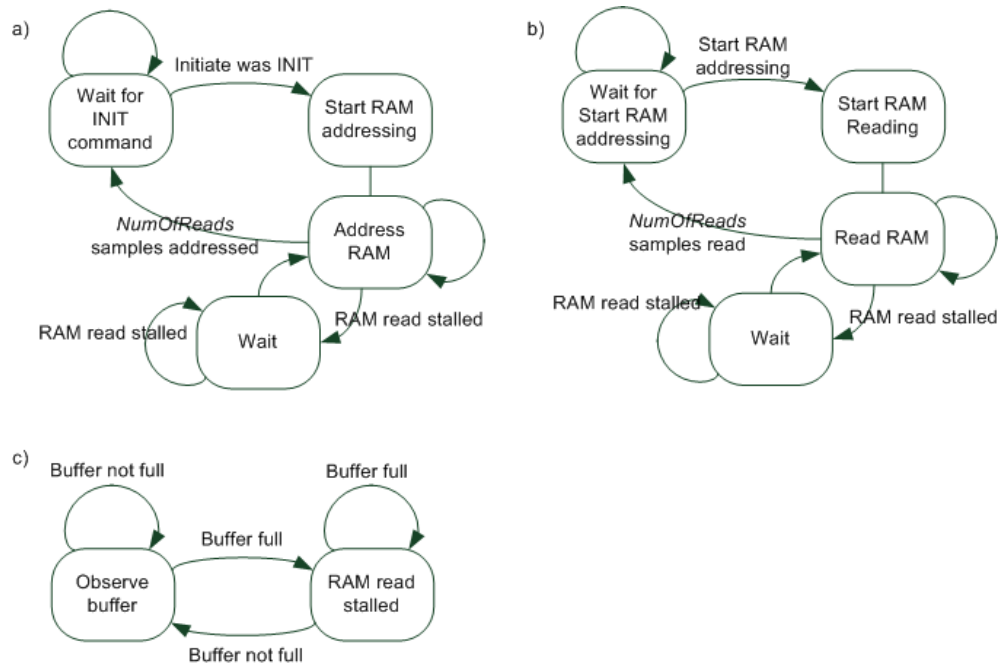 a)
Initiate was INIT
Wait for
INIT
command
Start RAM
addressing
NumOfReads
samples addressed
Address
RAM
RAM read stalled
RAM read stalled
Wait
b)
Start RAM
addressing
Wait for
Start RAM
addressing
Start RAM
Reading
NumOfReads
samples read
Read RAM
RAM read stalled
RAM read stalled
Wait
c)
Buffer not full
Buffer full
Buffer full
Observe
buffer
RAM read
stalled
Buffer not full